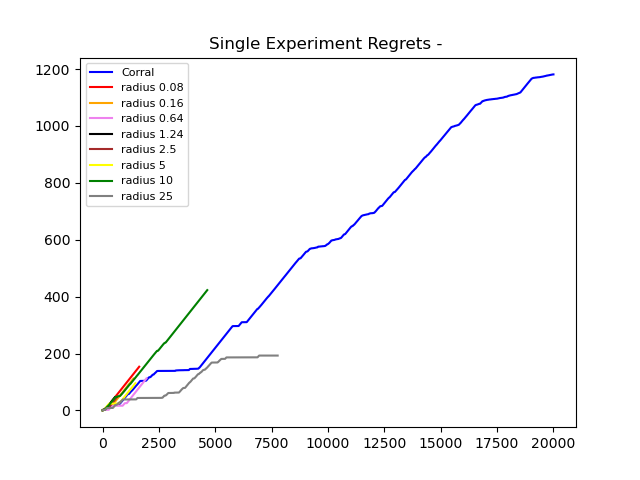 Single Experiment Regrets -
Corral
radius 0.08
radius 0.16
radius 0.64
radius 1.24
radius 2.5
radius 5
radius 10
radius 25
1200
1000
800
600
400
200
0
0 2500 5000 7500 10000 12500 15000 17500 20000